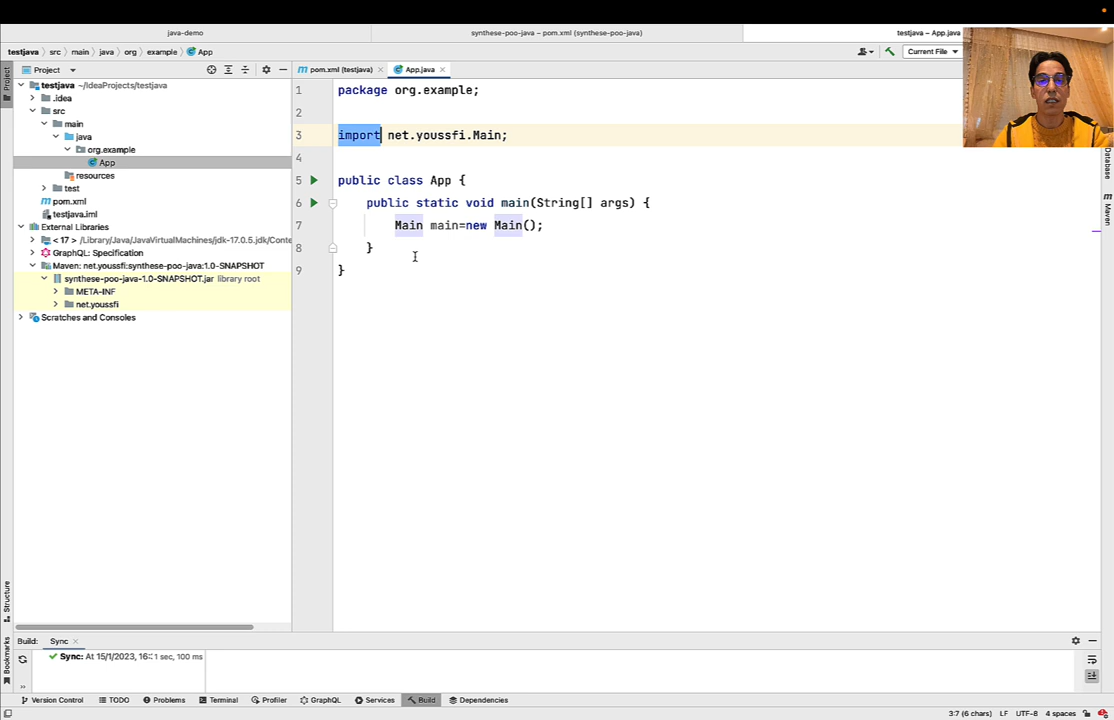 java-demo
synthese-poo-java – pom.xml (synthese-poo-java)
testjava – App.java
testjava src main java org example App
Current File
Project
pom.xml (testjava)
App.java
Project
testjava ~/IdeaProjects/testjava
.idea
src
main
java
org.example
App
resources
test
pom.xml
testjava.iml
External Libraries
< 17 > /Library/Java/JavaVirtualMachines/jdk-17.0.5.jdk/Conte
GraphQL: Specification
Maven: net.youssfi:synthese-poo-java:1.0-SNAPSHOT
synthese-poo-java-1.0-SNAPSHOT.jar library root
META-INF
net.youssfi
Scratches and Consoles
1 package org.example;
2
3 import net.youssfi.Main;
4
5 public class App {
6 public static void main(String[] args) {
7 Main main=new Main();
8 }
9 }
Database
Maven
Structure
Bookmarks
Build: Sync
Sync: At 15/1/2023, 16:: 1 sec, 100 ms
Version Control TODO Problems Terminal Profiler GraphQL Services Build Dependencies
3:7 (6 chars) LF UTF-8 4 spaces